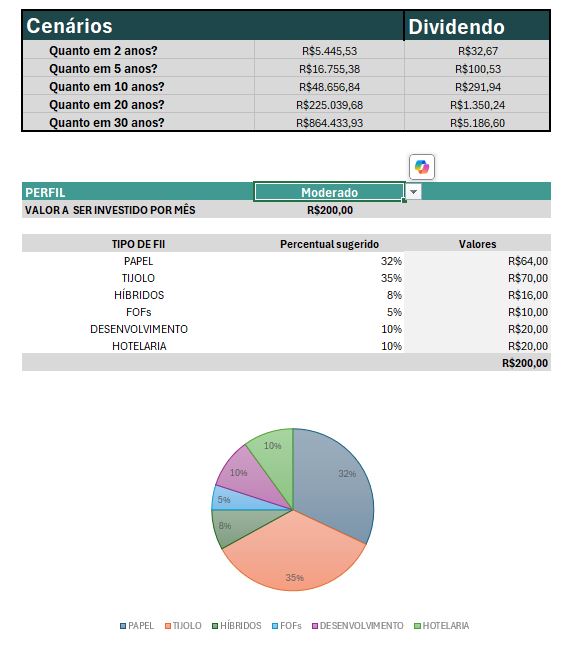 Cenários Dividendo
Quanto em 2 anos? R$5.445,53 R$32,67
Quanto em 5 anos? R$16.755,38 R$100,53
Quanto em 10 anos? R$48.656,84 R$291,94
Quanto em 20 anos? R$225.039,68 R$1.350,24
Quanto em 30 anos? R$864.433,93 R$5.186,60
PERFIL Moderado
VALOR A SER INVESTIDO POR MÊS R$200,00
TIPO DE FII Percentual sugerido Valores
PAPEL 32% R$64,00
TIJOLO 35% R$70,00
HÍBRIDOS 8% R$16,00
FOFs 5% R$10,00
DESENVOLVIMENTO 10% R$20,00
HOTELARIA 10% R$20,00
R$200,00
10%
32%
10%
5%
8%
35%
PAPEL TIJOLO HÍBRIDOS FOFs DESENVOLVIMENTO HOTELARIA